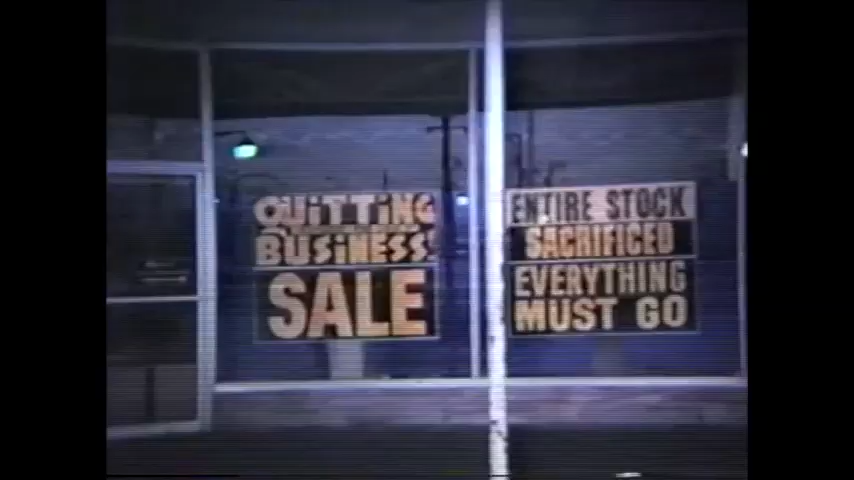 QUITTING
BUSINESS!
SALE
ENTIRE STOCK
SACRIFICED
EVERYTHING
MUST GO